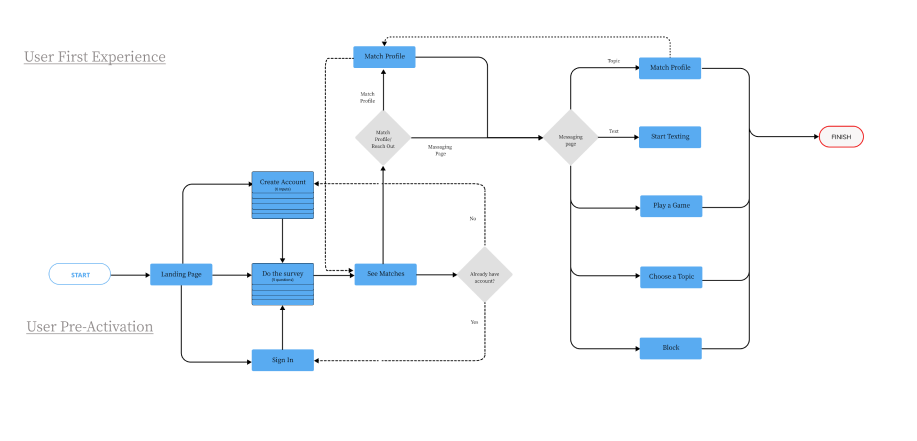 User First Experience
Match Profile
Topic
Match Profile
Match
Profile
Match
Profile/
Reach Out
Massaging
Page
Messaging
page
Text
Start Texting
FINISH
Create Account
(6 inputs)
Play a Game
No
START
Landing Page
Do the survey
(5 questions)
See Matches
Already have
account?
Choose a Topic
User Pre-Activation
Yes
Sign In
Block